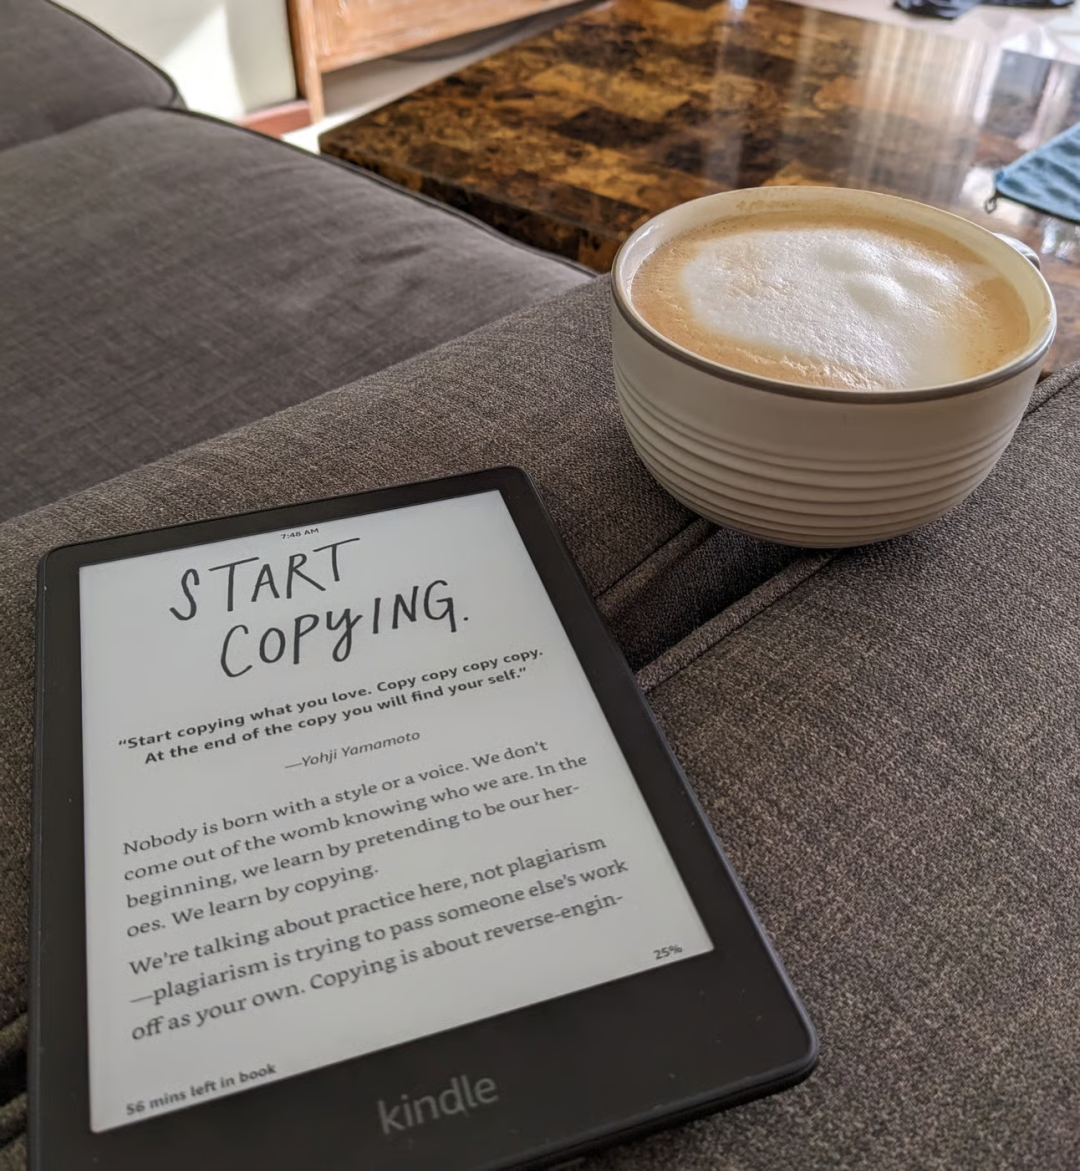 7:48 AM
START
COPYING.
“Start copying what you love. Copy copy copy copy.
At the end of the copy you will find your self.”
—Yohji Yamamoto
Nobody is born with a style or a voice. We don’t
come out of the womb knowing who we are. In the
beginning, we learn by pretending to be our her-
oes. We learn by copying.
We’re talking about practice here, not plagiarism
—plagiarism is trying to pass someone else’s work
off as your own. Copying is about reverse-engin-
56 mins left in book
25%
kindle